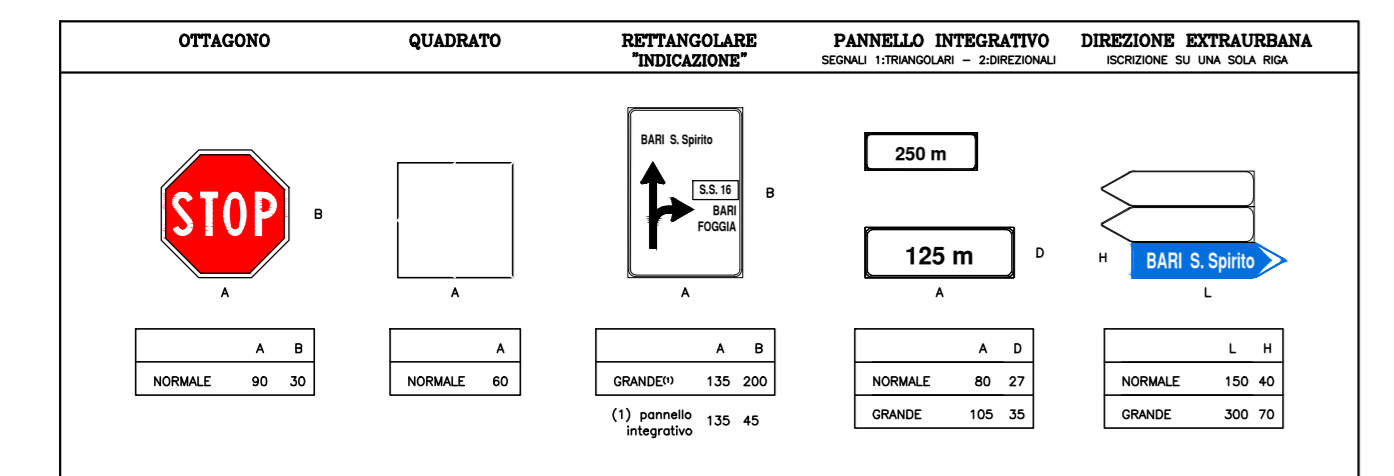 OTTAGONO
QUADRATO
RETTANGOLARE
"INDICAZIONE"
PANNELLO INTEGRATIVO
SEGNALI 1:TRIANGOLARI – 2:DIREZIONALI
DIREZIONE EXTRAURBANA
ISCRIZIONE SU UNA SOLA RIGA
STOP
B
A
A
BARI S. Spirito
S.S. 16
BARI
FOGGIA
B
A
250 m
125 m
D
A
H
BARI S. Spirito
L
A B
NORMALE 90 30
A
NORMALE 60
A B
GRANDE(1) 135 200
(1) pannello
integrativo 135 45
A D
NORMALE 80 27
GRANDE 105 35
L H
NORMALE 150 40
GRANDE 300 70